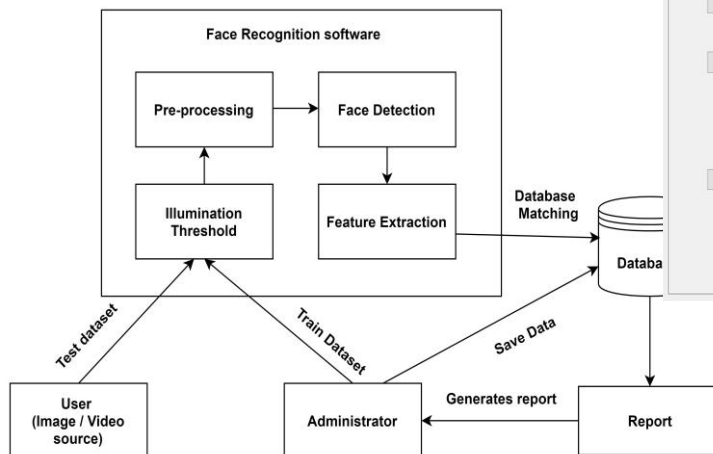 Face Recognition software
Pre-processing
Face Detection
Illumination
Threshold
Feature Extraction
Database
Matching
Test dataset
Train Dataset
Save Data
User
(Image / Video
source)
Administrator
Generates report
Report